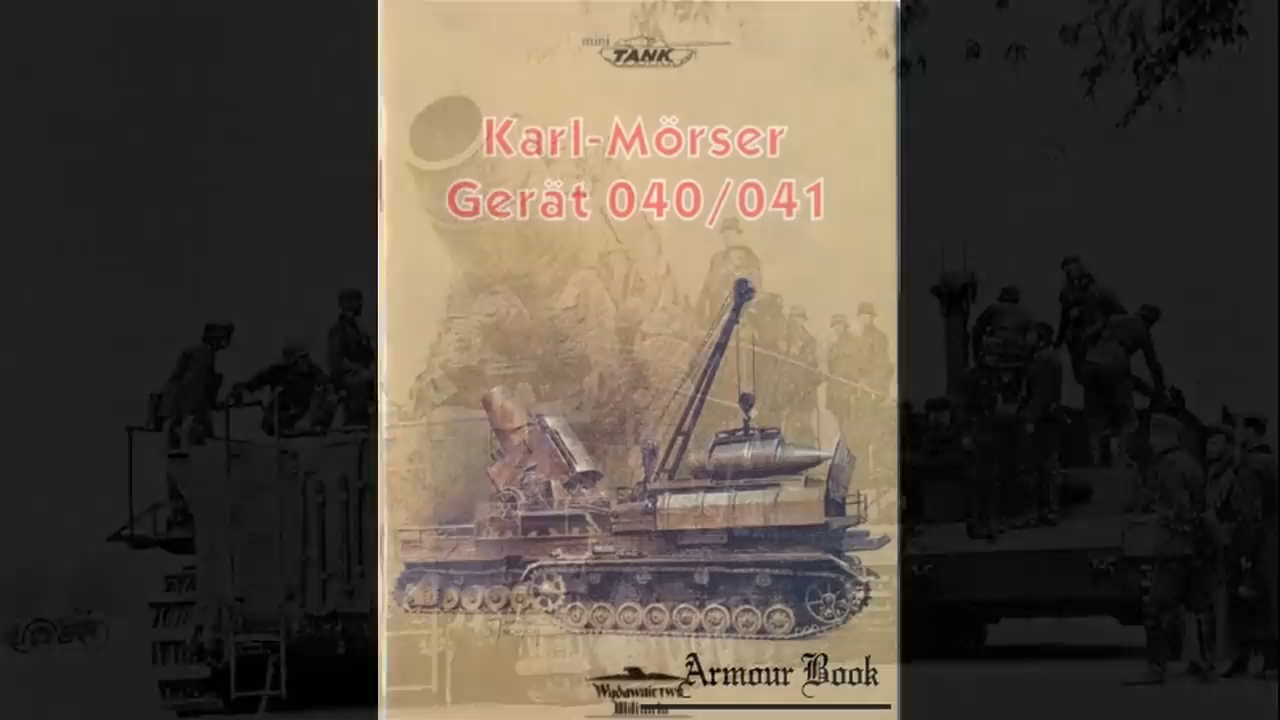 mini
TANK
Karl-Mörser
Gerät 040/041
Armour Book
Wydawnictwo
Militaria